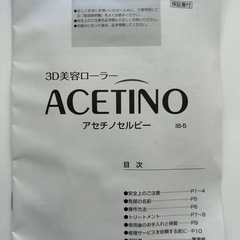 保証書付
3D美容ローラー
ACETINO
アセチノセルビー
IB-5
目 次
●安全上のご注意 P1~4
●各部の名称 P5
●操作方法 P6
●トリートメント P7~8
●使用後のお手入れと保管 P9
●修理サービスを依頼する前に P10